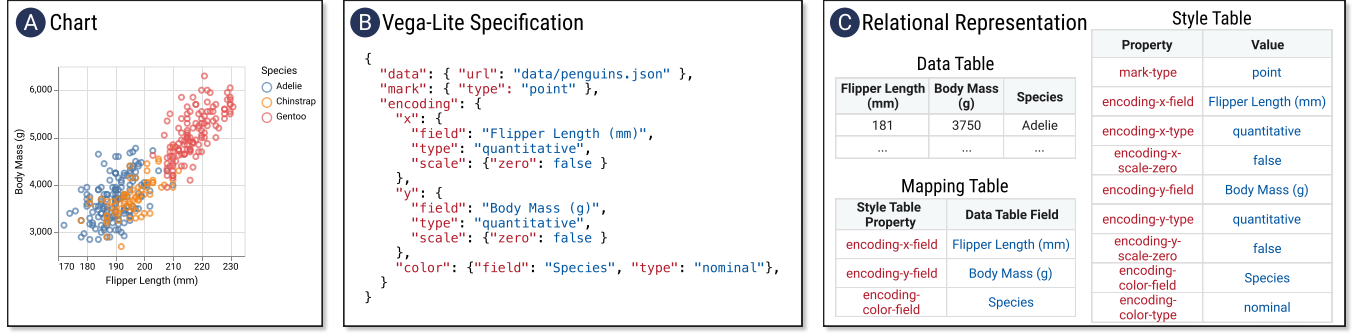 A Chart
Species
Adelie
Chinstrap
Gentoo
6,000
5,000
4,000
3,000
Body Mass (g)
170 180 190 200 210 220 230
Flipper Length (mm)
B Vega-Lite Specification
{
"data": { "url": "data/penguins.json" },
"mark": { "type": "point" },
"encoding": {
"x": {
"field": "Flipper Length (mm)",
"type": "quantitative",
"scale": {"zero": false }
},
"y": {
"field": "Body Mass (g)",
"type": "quantitative",
"scale": {"zero": false }
},
"color": {"field": "Species", "type": "nominal"},
}
}
C Relational Representation
Data Table
Flipper Length (mm) Body Mass (g) Species
181 3750 Adelie
... ... ...
Mapping Table
Style Table Property Data Table Field
encoding-x-field Flipper Length (mm)
encoding-y-field Body Mass (g)
encoding-color-field Species
Style Table
Property Value
mark-type point
encoding-x-field Flipper Length (mm)
encoding-x-type quantitative
encoding-x-scale-zero false
encoding-y-field Body Mass (g)
encoding-y-type quantitative
encoding-y-scale-zero false
encoding-color-field Species
encoding-color-type nominal